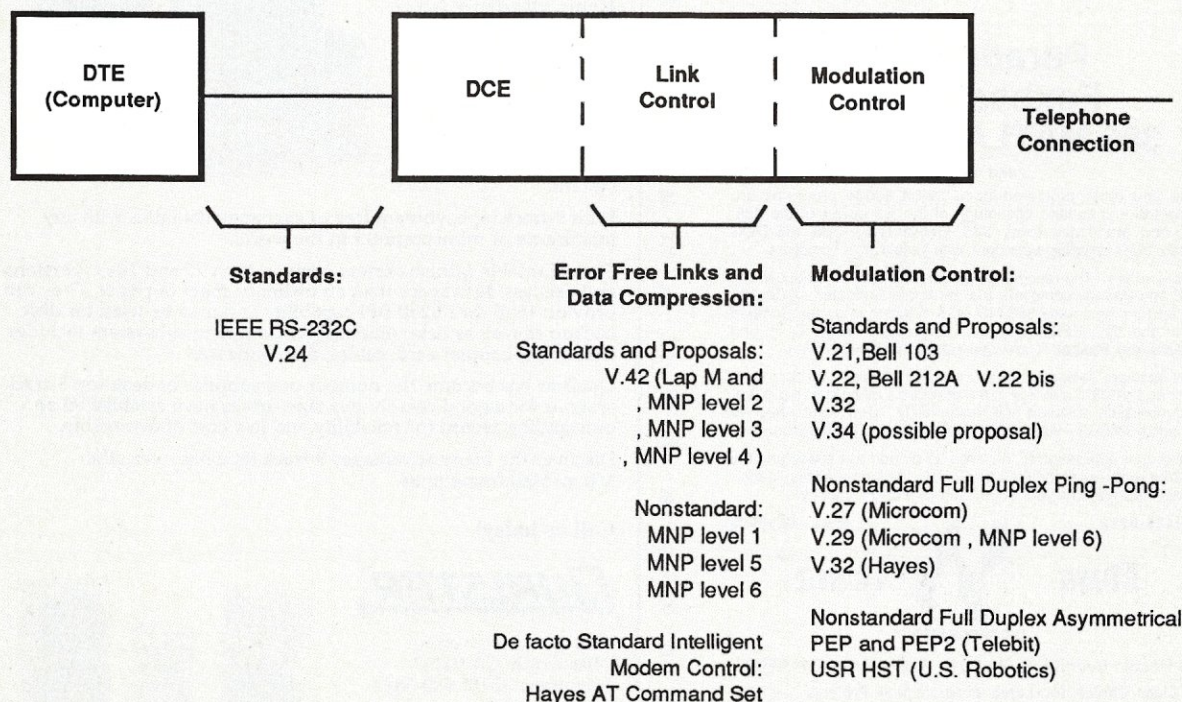 DTE
(Computer)
DCE
Link
Control
Modulation
Control
Telephone
Connection
Standards:
IEEE RS-232C
V.24
Error Free Links and
Data Compression:
Standards and Proposals:
V.42 (Lap M and
, MNP level 2
, MNP level 3
, MNP level 4 )
Nonstandard:
MNP level 1
MNP level 5
MNP level 6
De facto Standard Intelligent
Modem Control:
Hayes AT Command Set
Modulation Control:
Standards and Proposals:
V.21,Bell 103
V.22, Bell 212A V.22 bis
V.32
V.34 (possible proposal)
Nonstandard Full Duplex Ping -Pong:
V.27 (Microcom)
V.29 (Microcom , MNP level 6)
V.32 (Hayes)
Nonstandard Full Duplex Asymmetrical
PEP and PEP2 (Telebit)
USR HST (U.S. Robotics)